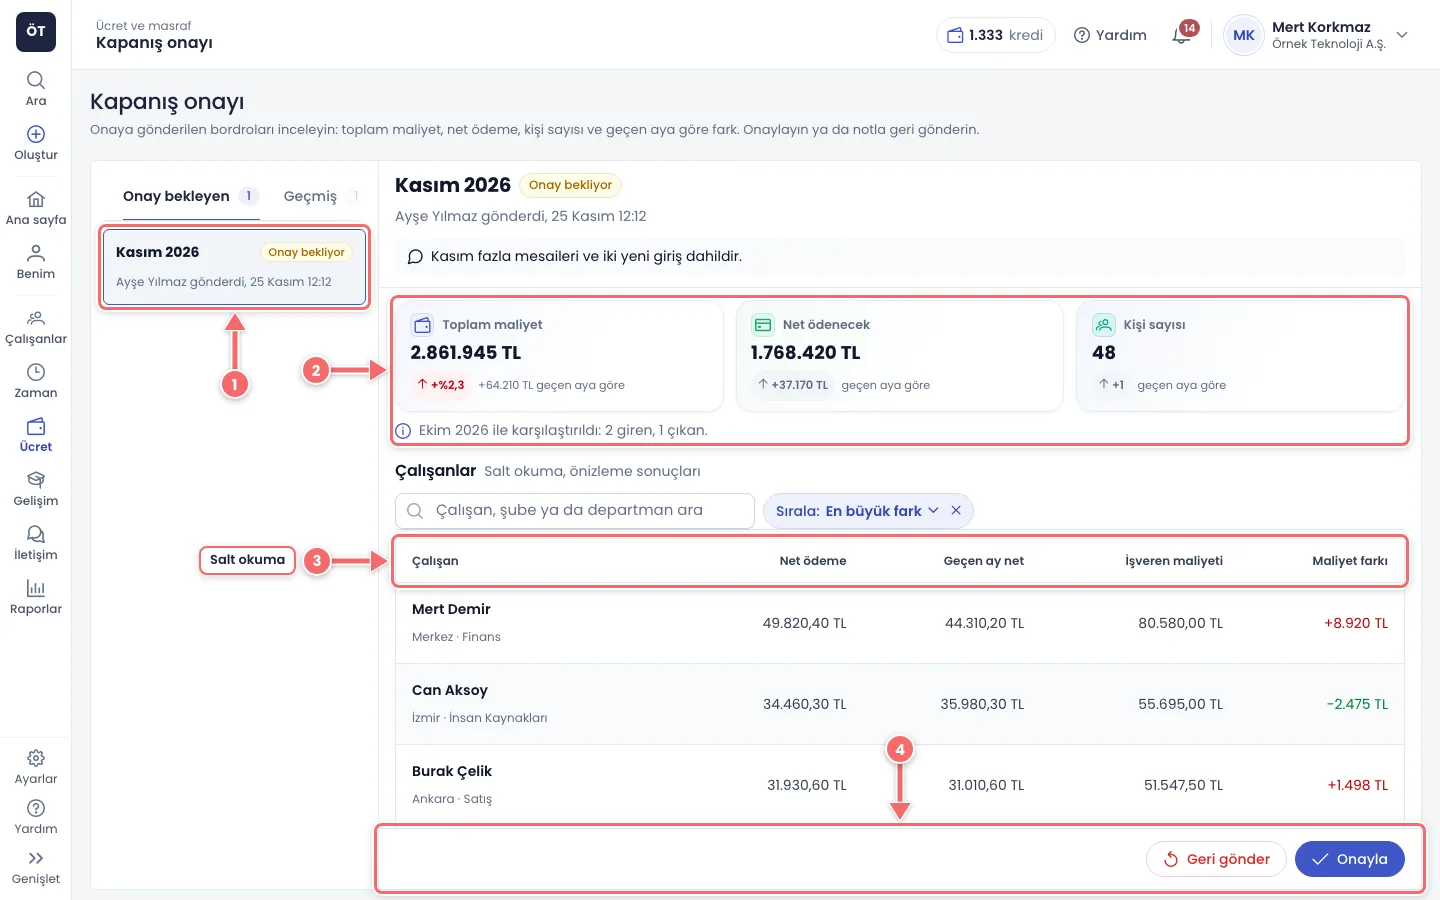 ÖT
Ara
Oluştur
Ana sayfa
Benim
Çalışanlar
Zaman
Ücret
Gelişim
İletişim
Raporlar
Ayarlar
Yardım
Genişlet
Ücret ve masraf
Kapanış onayı
1.333 kredi
Yardım
14
MK
Mert Korkmaz
Örnek Teknoloji A.Ş.
Kapanış onayı
Onaya gönderilen bordroları inceleyin: toplam maliyet, net ödeme, kişi sayısı ve geçen aya göre fark. Onaylayın ya da notla geri gönderin.
Onay bekleyen 1 Geçmiş 1
Kasım 2026 Onay bekliyor
Ayşe Yılmaz gönderdi, 25 Kasım 12:12
1
Kasım 2026 Onay bekliyor
Ayşe Yılmaz gönderdi, 25 Kasım 12:12
Kasım fazla mesaileri ve iki yeni giriş dahildir.
2
Toplam maliyet
2.861.945 TL
+%2,3 +64.210 TL geçen aya göre
Net ödenecek
1.768.420 TL
+37.170 TL geçen aya göre
Kişi sayısı
48
+1 geçen aya göre
Ekim 2026 ile karşılaştırıldı: 2 giren, 1 çıkan.
Çalışanlar Salt okuma, önizleme sonuçları
Çalışan, şube ya da departman ara
Sırala: En büyük fark
Salt okuma 3
Çalışan Net ödeme Geçen ay net İşveren maliyeti Maliyet farkı
Mert Demir
Merkez · Finans
49.820,40 TL 44.310,20 TL 80.580,00 TL +8.920 TL
Can Aksoy
İzmir · İnsan Kaynakları
34.460,30 TL 35.980,30 TL 55.695,00 TL -2.475 TL
4
Burak Çelik
Ankara · Satış
31.930,60 TL 31.010,60 TL 51.547,50 TL +1.498 TL
Geri gönder
Onayla